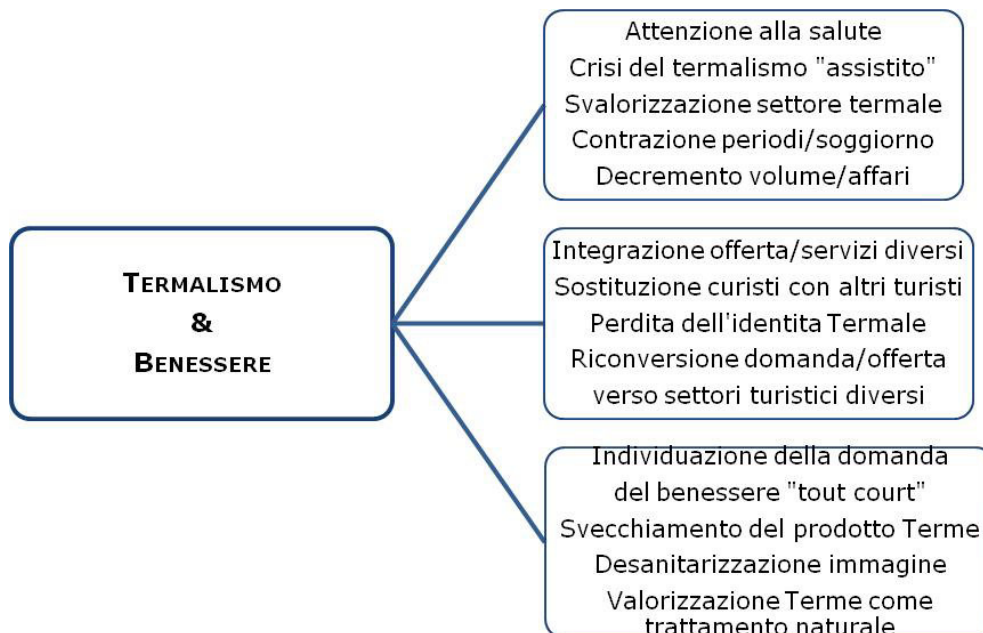 TERMALISMO
&
BENESSERE
Attenzione alla salute
Crisi del termalismo "assistito"
Svalorizzazione settore termale
Contrazione periodi/soggiorno
Decremento volume/affari
Integrazione offerta/servizi diversi
Sostituzione curisti con altri turisti
Perdita dell'identita Termale
Riconversione domanda/offerta
verso settori turistici diversi
Individuazione della domanda
del benessere "tout court"
Svecchiamento del prodotto Terme
Desanitarizzazione immagine
Valorizzazione Terme come
trattamento naturale